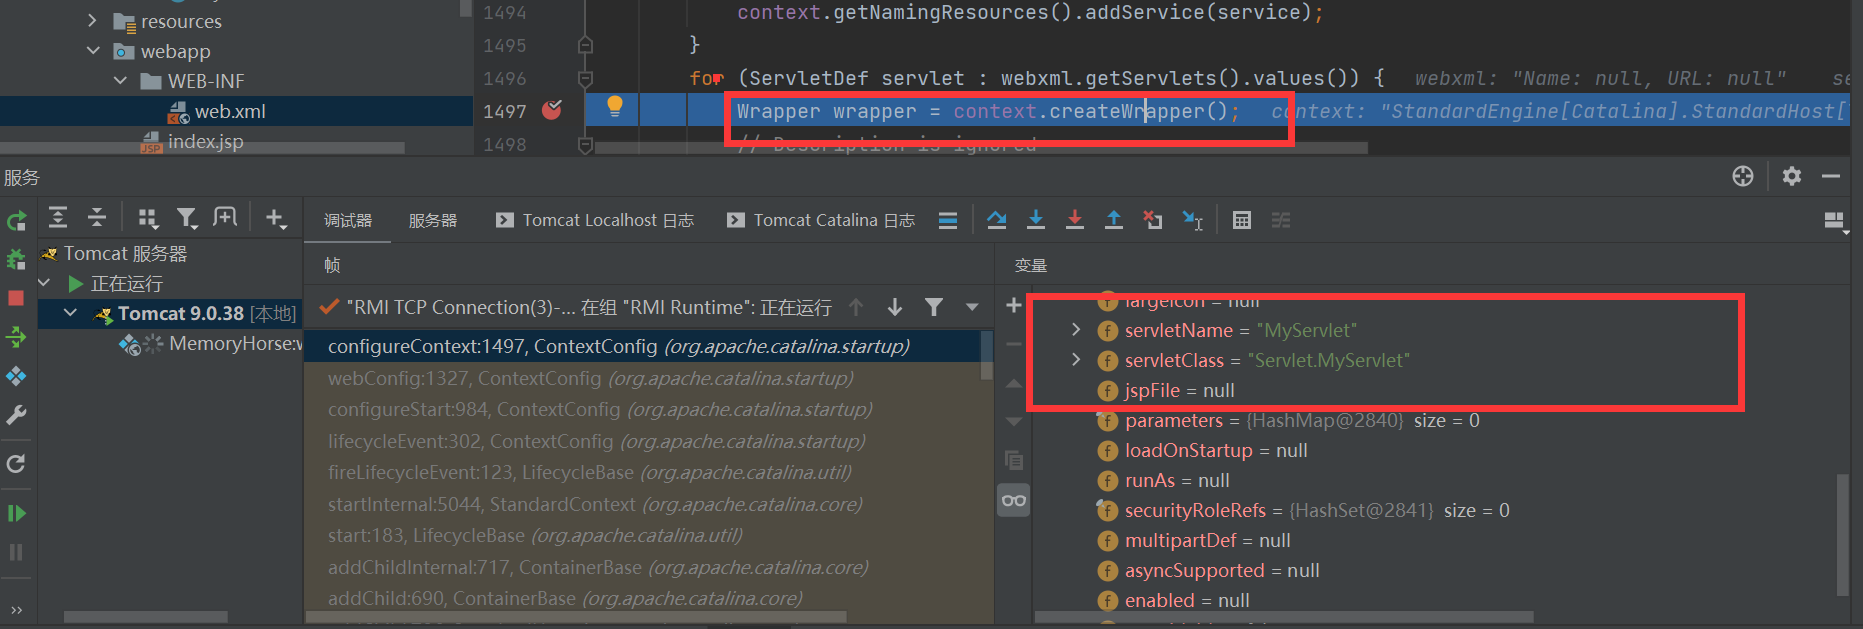 resources
webapp
WEB-INF
web.xml
index.jsp
1494 context.getNamingResources().addService(service);
1495 }
1496 for (ServletDef servlet : webxml.getServlets().values()) { webxml: "Name: null, URL: null"
1497 Wrapper wrapper = context.createWrapper(); context: "StandardEngine[Catalina].StandardHost[
1498 // Description is ignored
服务
调试器 服务器 Tomcat Localhost 日志 Tomcat Catalina 日志
Tomcat 服务器
正在运行
Tomcat 9.0.38 [本地]
MemoryHorse:
帧
"RMI TCP Connection(3)-... 在组 "RMI Runtime": 正在运行
configureContext:1497, ContextConfig (org.apache.catalina.startup)
webConfig:1327, ContextConfig (org.apache.catalina.startup)
configureStart:984, ContextConfig (org.apache.catalina.startup)
lifecycleEvent:302, ContextConfig (org.apache.catalina.startup)
fireLifecycleEvent:123, LifecycleBase (org.apache.catalina.util)
startInternal:5044, StandardContext (org.apache.catalina.core)
start:183, LifecycleBase (org.apache.catalina.util)
addChildInternal:717, ContainerBase (org.apache.catalina.core)
addChild:690, ContainerBase (org.apache.catalina.core)
变量
largeIcon = null
servletName = "MyServlet"
servletClass = "Servlet.MyServlet"
jspFile = null
parameters = {HashMap@2840} size = 0
loadOnStartup = null
runAs = null
securityRoleRefs = {HashSet@2841} size = 0
multipartDef = null
asyncSupported = null
enabled = null